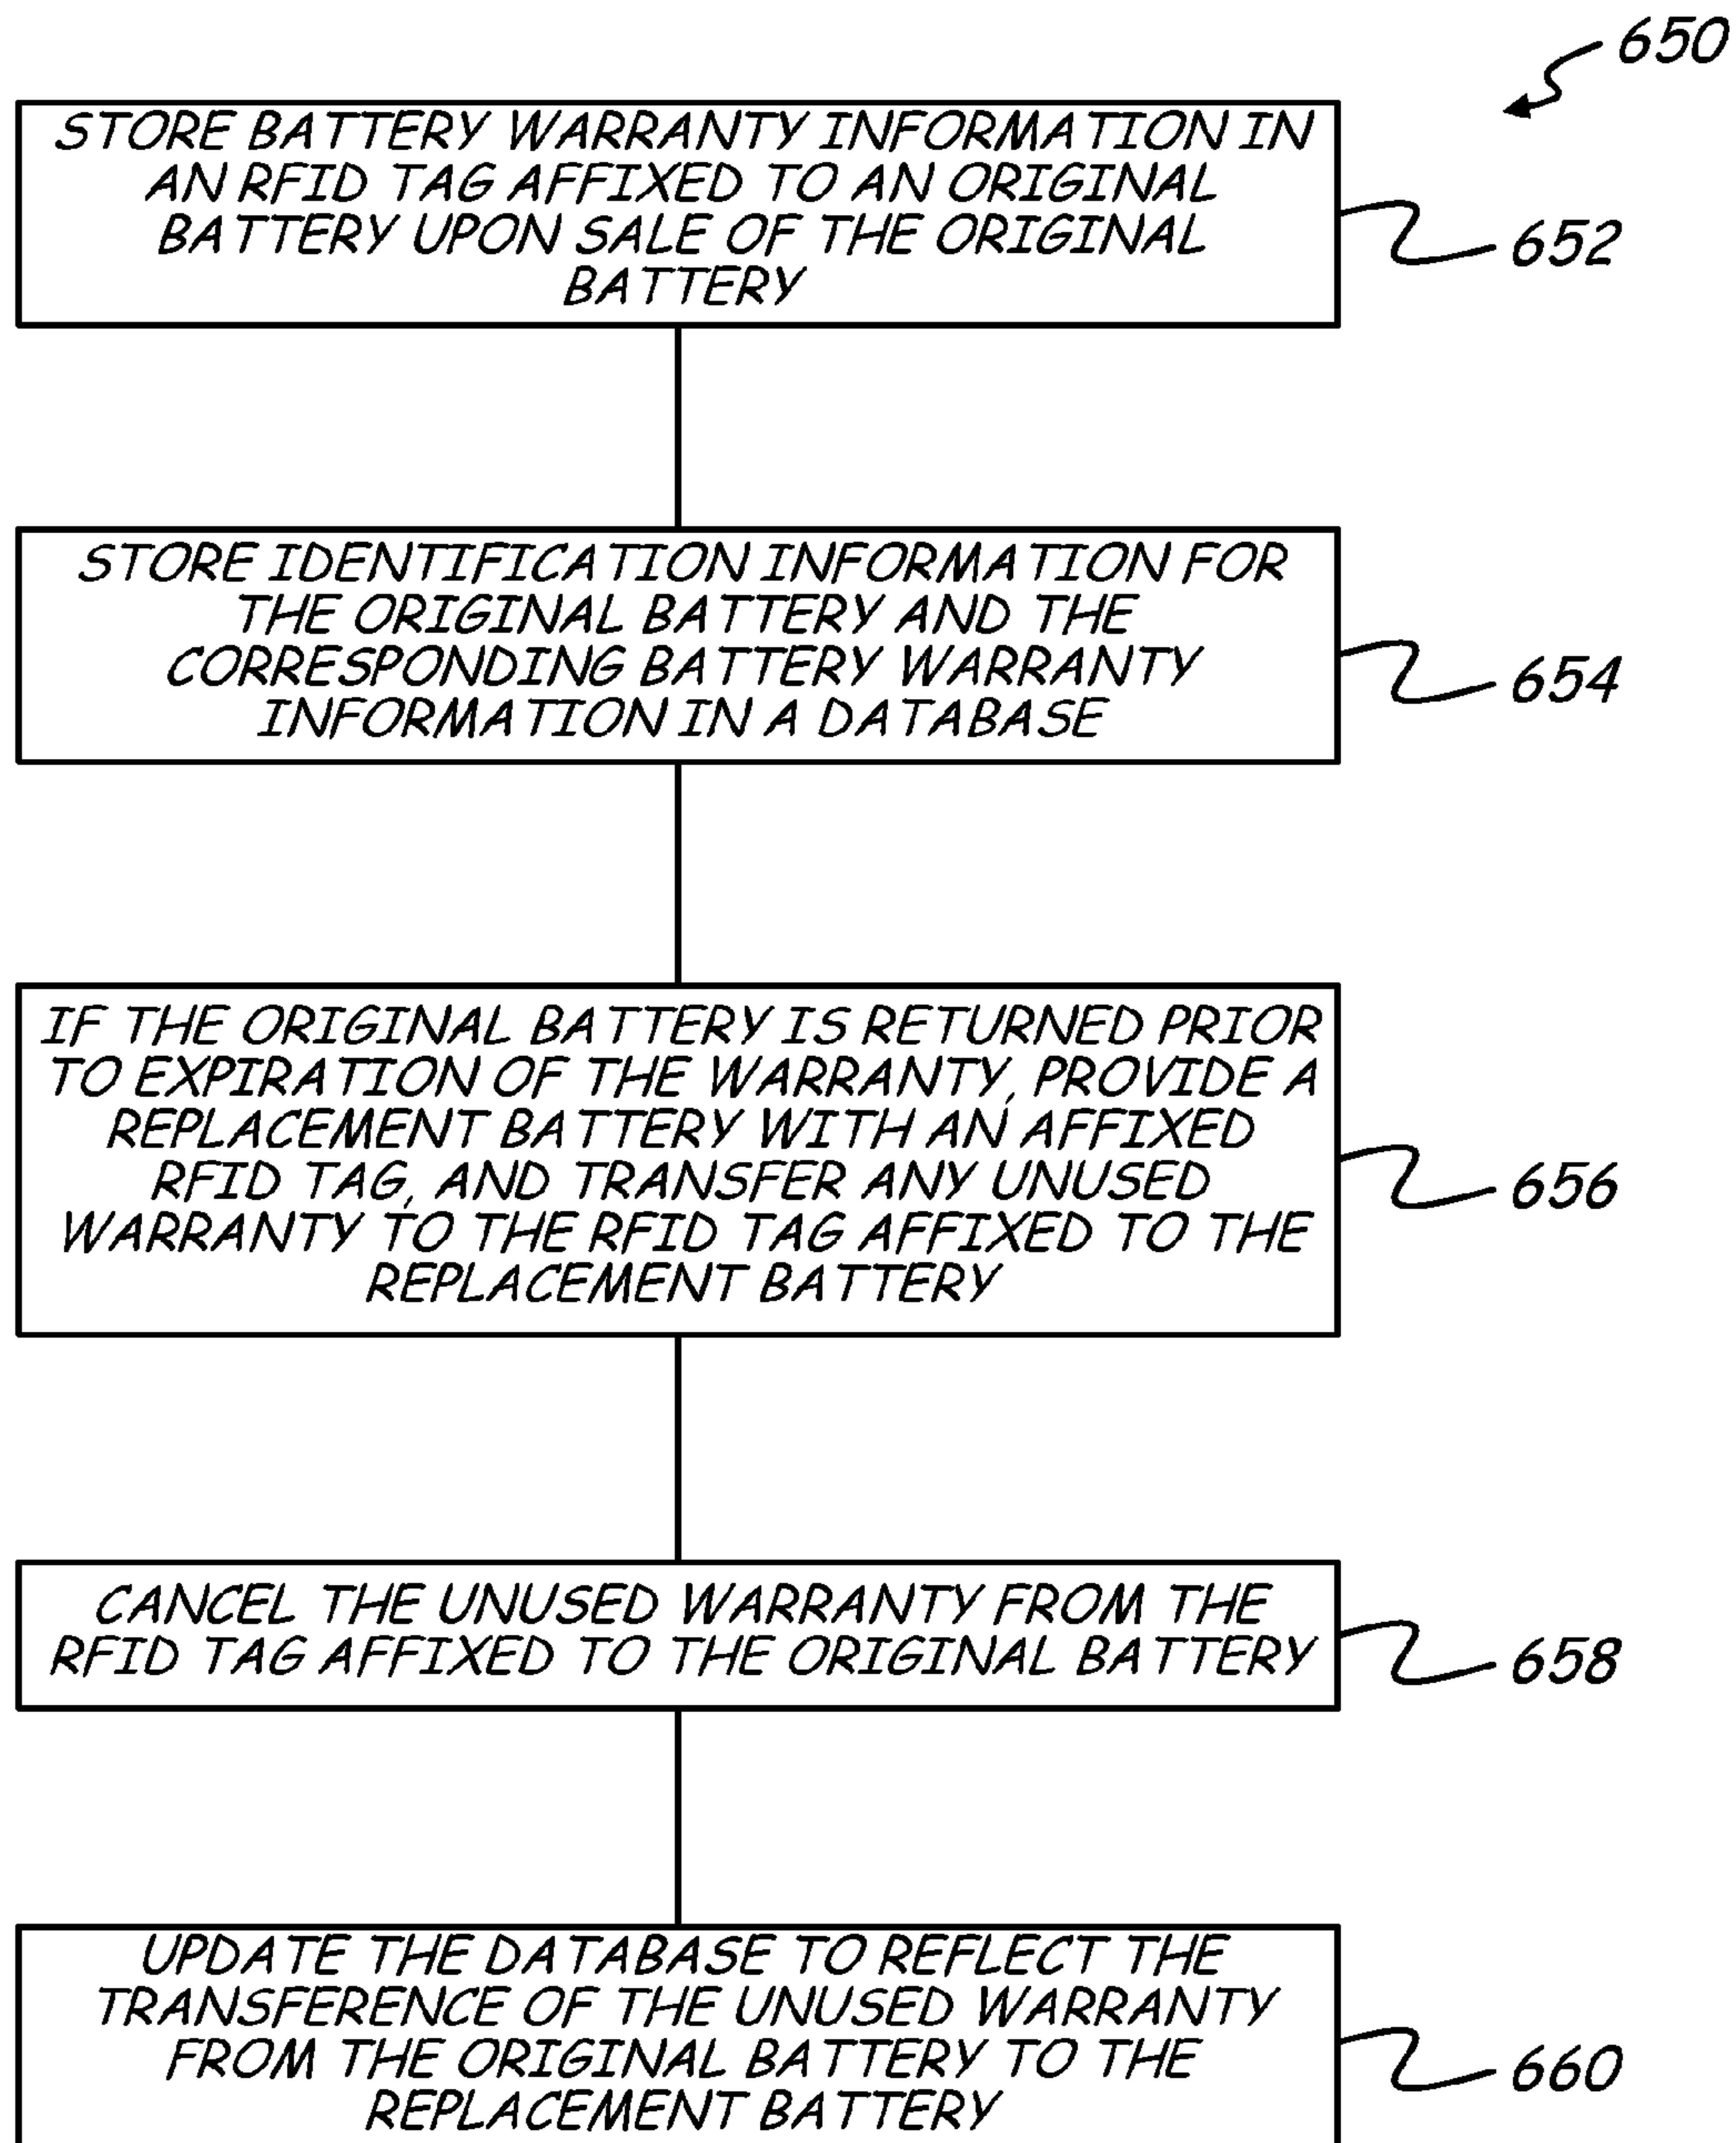 650
STORE BATTERY WARRANTY INFORMATION IN
AN RFID TAG AFFIXED TO AN ORIGINAL
BATTERY UPON SALE OF THE ORIGINAL
BATTERY
652
STORE IDENTIFICATION INFORMATION FOR
THE ORIGINAL BATTERY AND THE
CORRESPONDING BATTERY WARRANTY
INFORMATION IN A DATABASE
654
IF THE ORIGINAL BATTERY IS RETURNED PRIOR
TO EXPIRATION OF THE WARRANTY, PROVIDE A
REPLACEMENT BATTERY WITH AN AFFIXED
RFID TAG, AND TRANSFER ANY UNUSED
WARRANTY TO THE RFID TAG AFFIXED TO THE
REPLACEMENT BATTERY
656
CANCEL THE UNUSED WARRANTY FROM THE
RFID TAG AFFIXED TO THE ORIGINAL BATTERY
658
UPDATE THE DATABASE TO REFLECT THE
TRANSFERENCE OF THE UNUSED WARRANTY
FROM THE ORIGINAL BATTERY TO THE
REPLACEMENT BATTERY
660